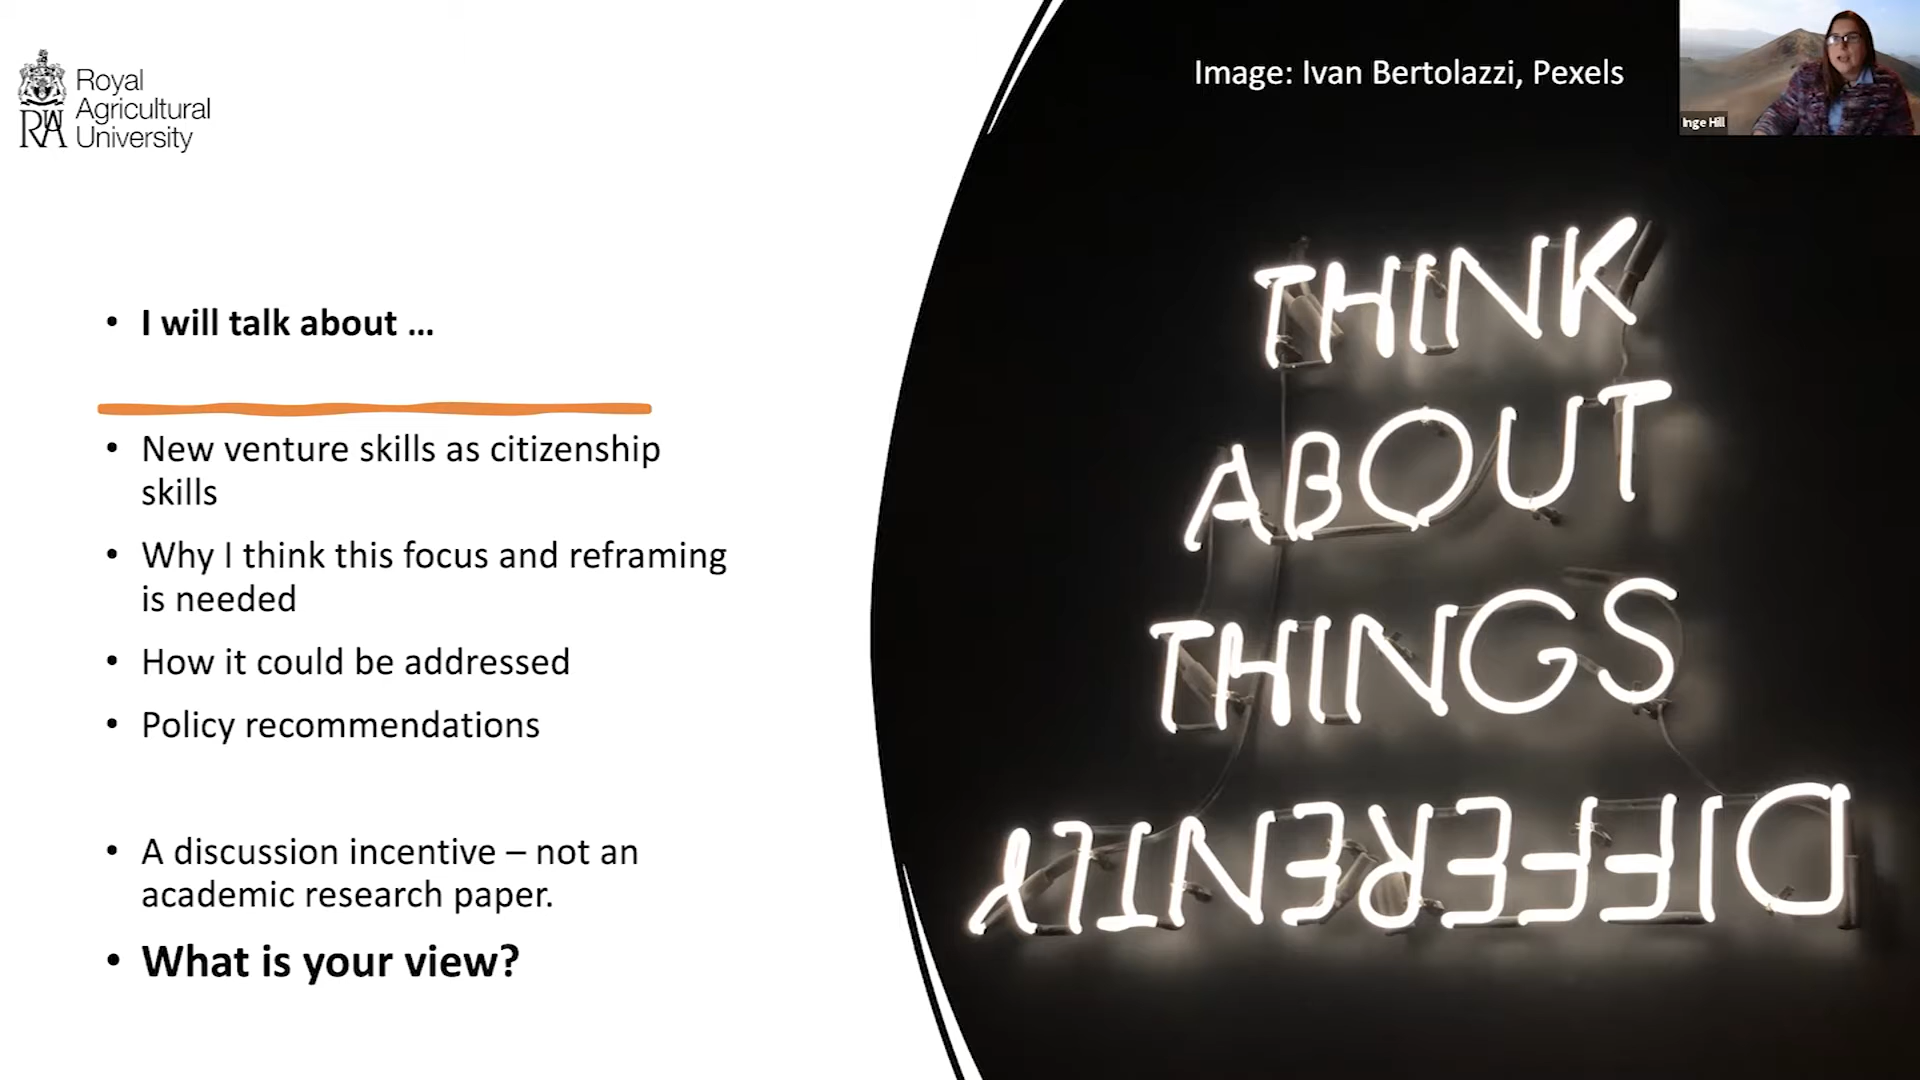 Royal
Agricultural
University
RAU
Image: Ivan Bertolazzi, Pexels
Inge Hill
• I will talk about ...
• New venture skills as citizenship
skills
• Why I think this focus and reframing
is needed
• How it could be addressed
• Policy recommendations
• A discussion incentive – not an
academic research paper.
• What is your view?
THINK
ABOUT
THINGS
DIFFERENTLY